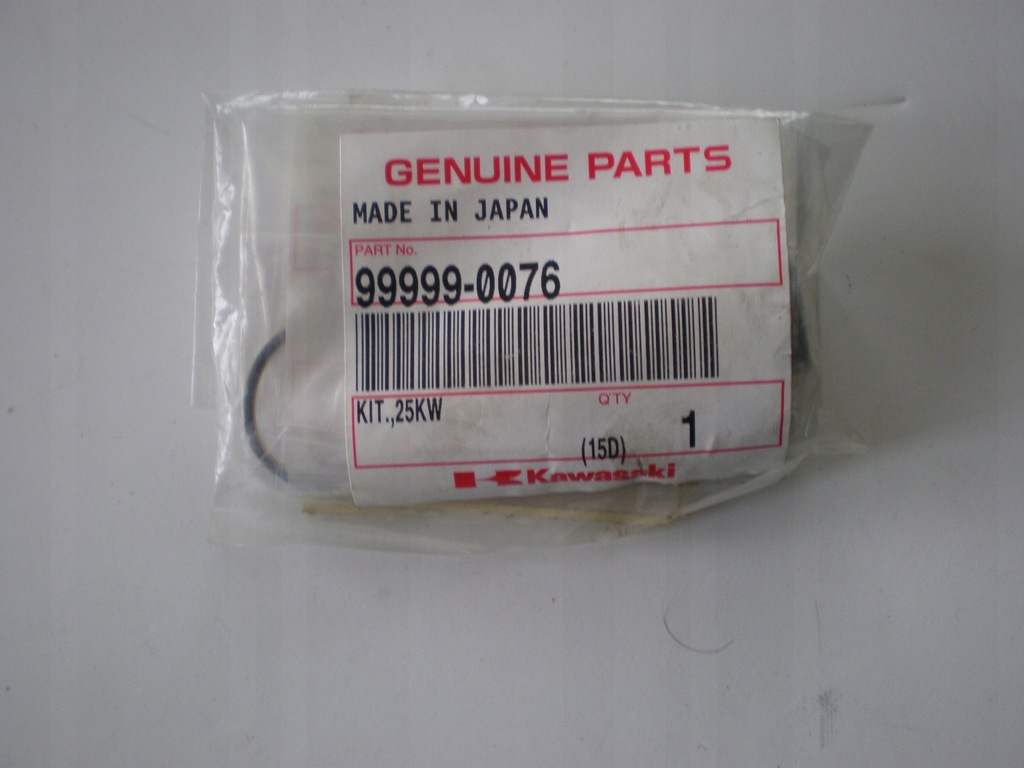 GENUINE PARTS
MADE IN JAPAN
PART No.
99999-0076
KIT.,25KW
Q'TY
(15D) 1
Kawasaki